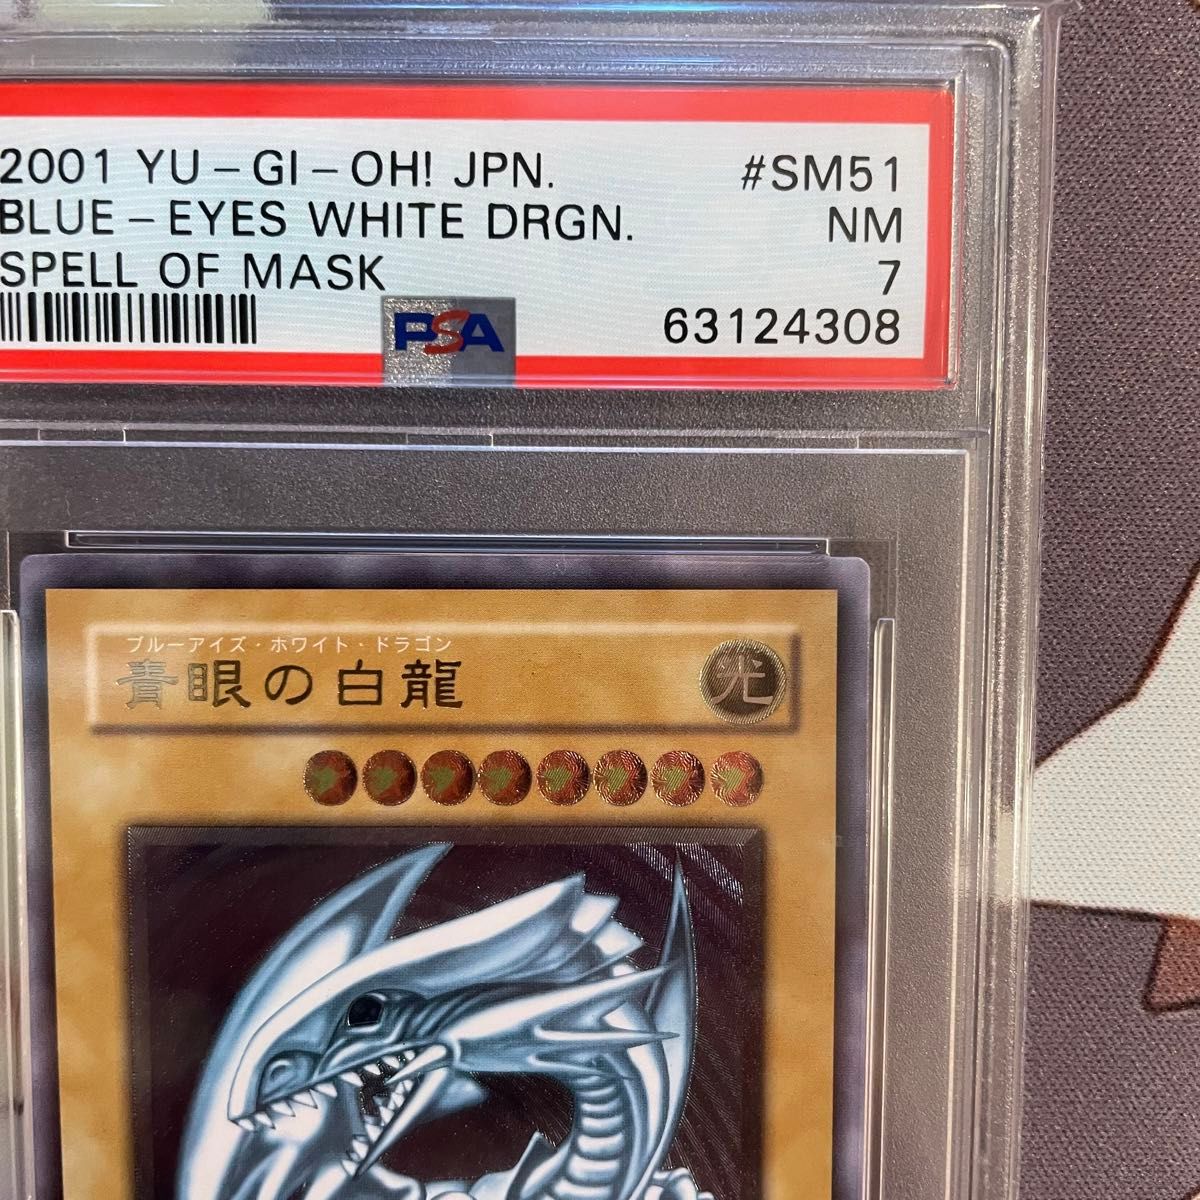 2001 YU-GI-OH! JPN. #SM51
BLUE-EYES WHITE DRGN. NM
SPELL OF MASK 7
PSA 63124308
ブルーアイズ・ホワイト・ドラゴン
青眼の白龍 光